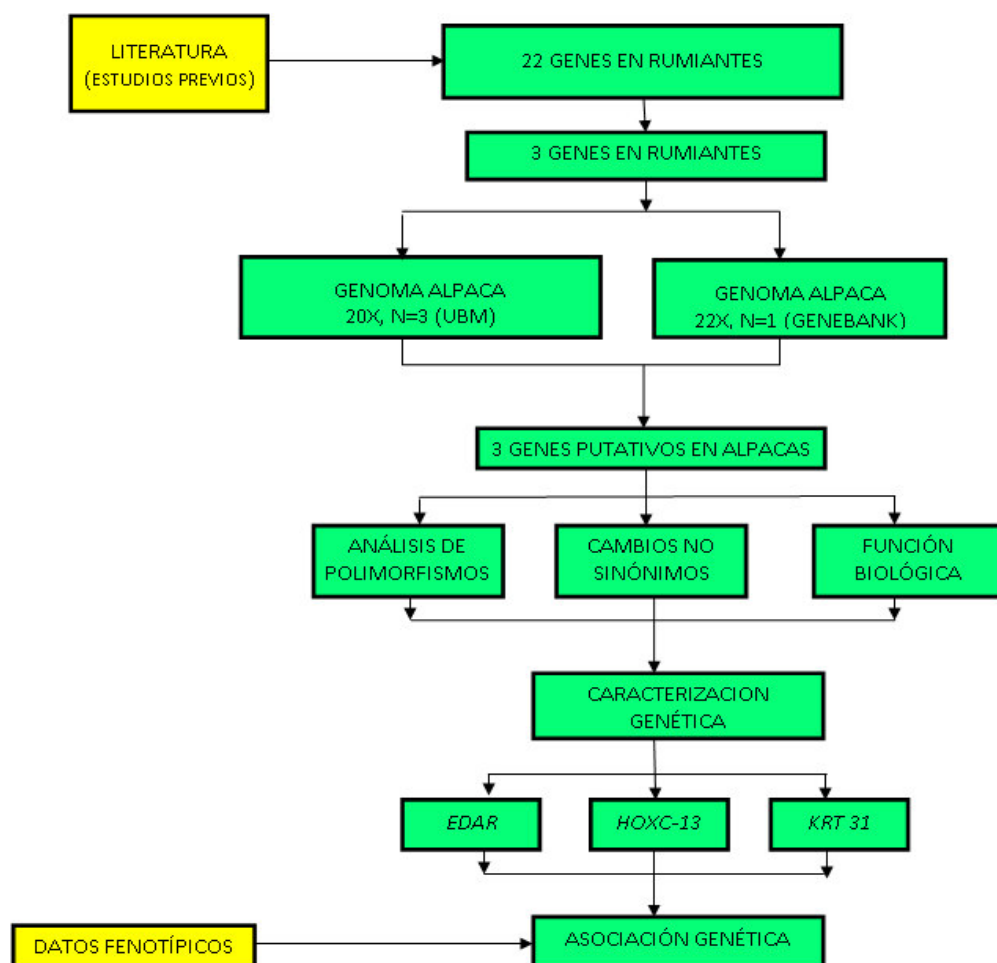 LITERATURA
(ESTUDIOS PREVIOS)
22 GENES EN RUMIANTES
3 GENES EN RUMIANTES
GENOMA ALPACA
20X, N=3 (UBM)
GENOMA ALPACA
22X, N=1 (GENEBANK)
3 GENES PUTATIVOS EN ALPACAS
ANÁLISIS DE
POLIMORFISMOS
CAMBIOS NO
SINÓNIMOS
FUNCIÓN
BIOLÓGICA
CARACTERIZACION
GENÉTICA
EDAR
HOXC-13
KRT 31
DATOS FENOTÍPICOS
ASOCIACIÓN GENÉTICA